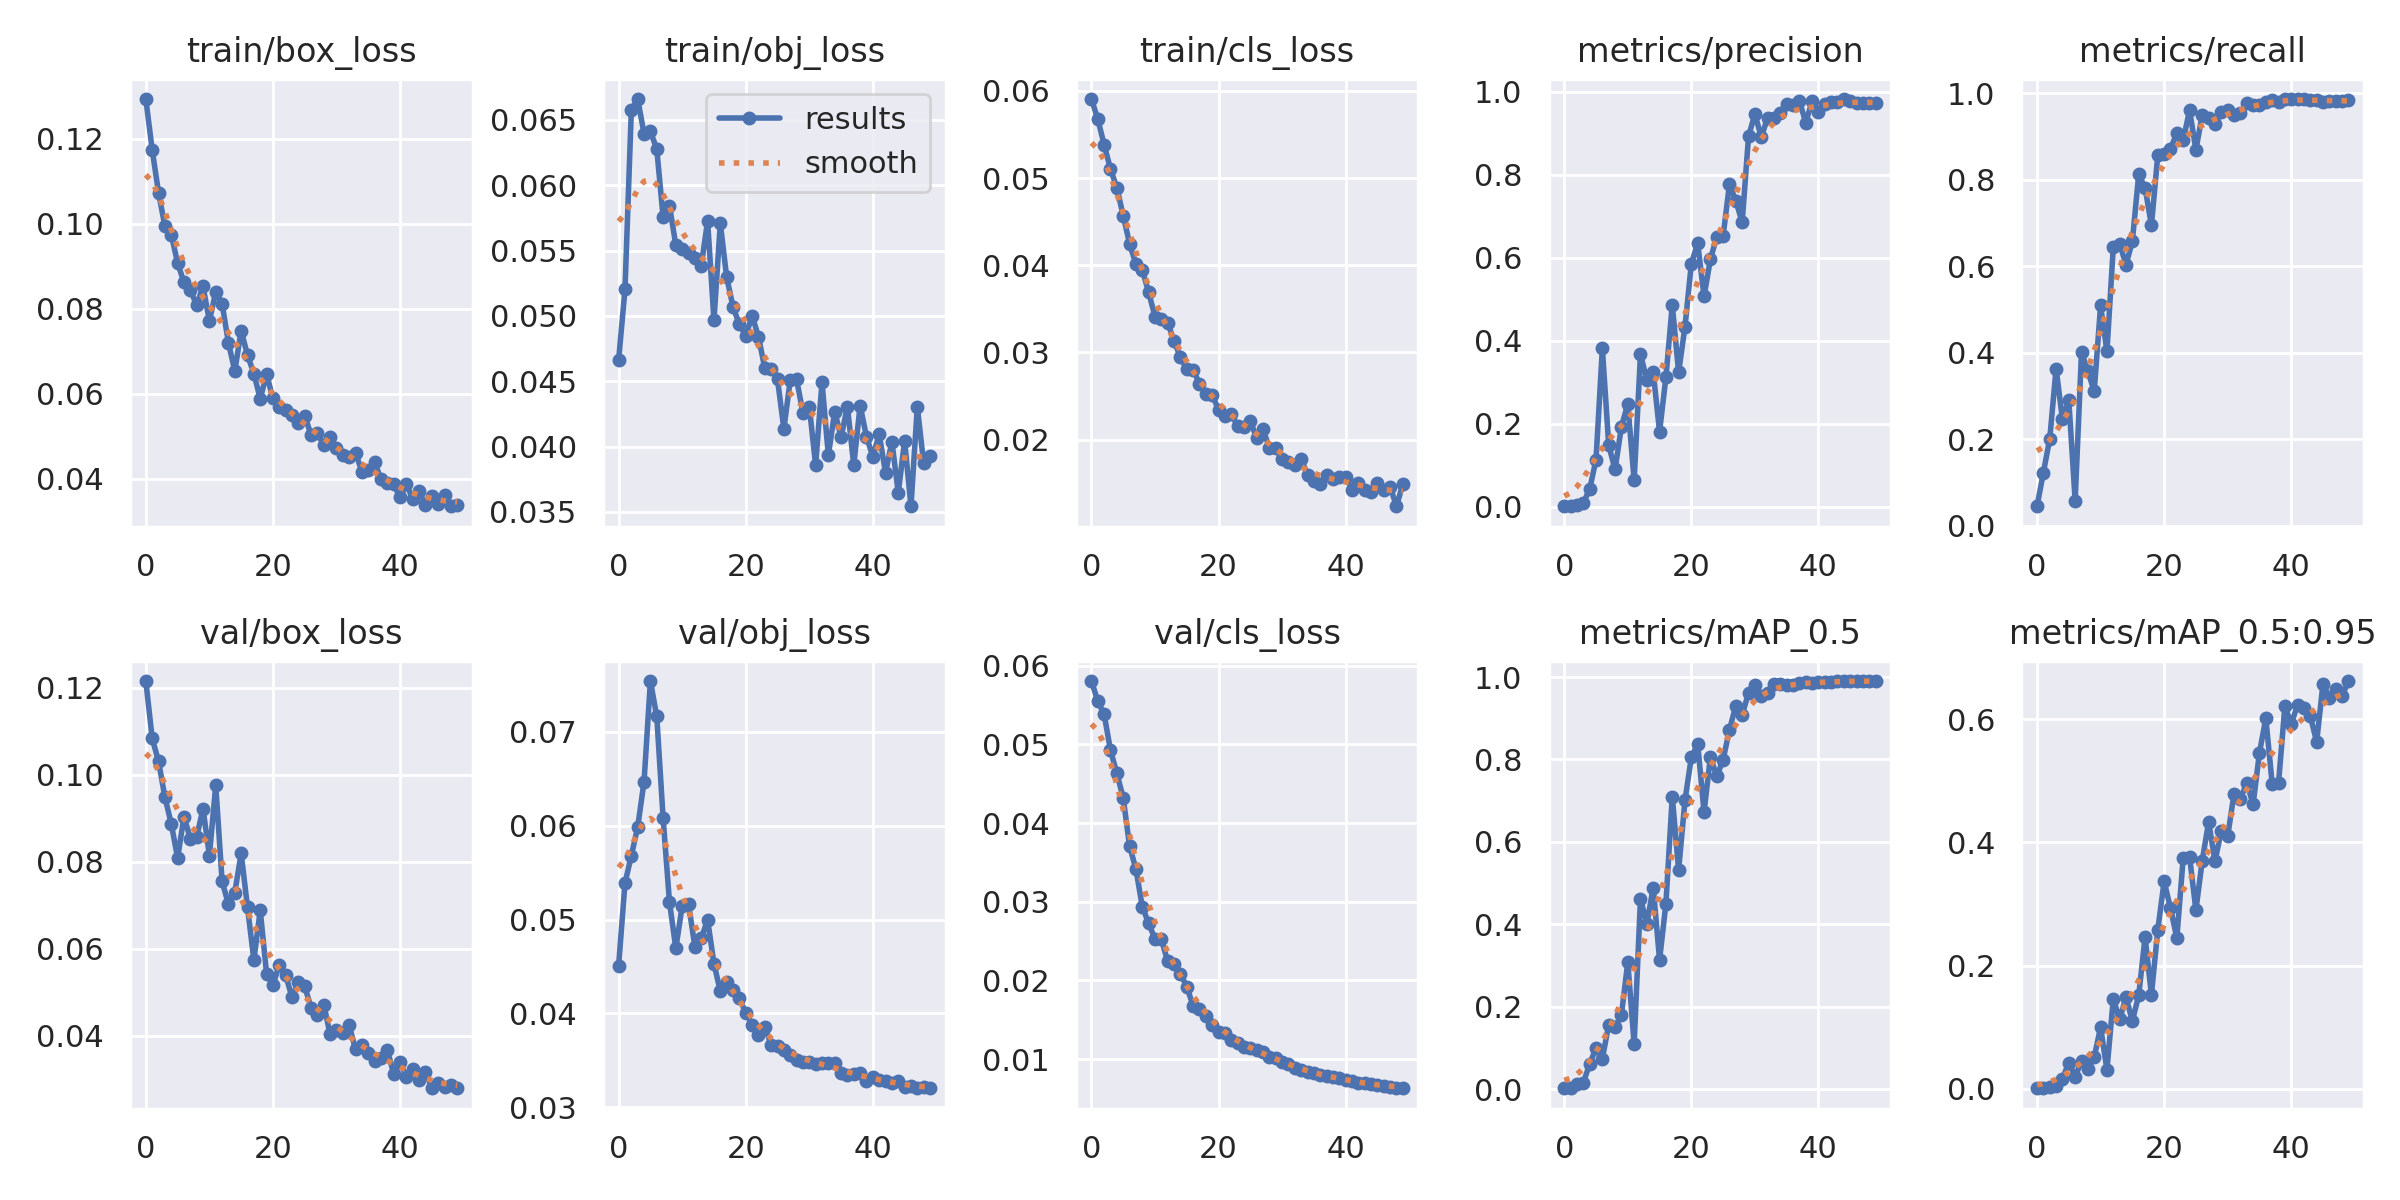 train/box_loss
train/obj_loss
train/cls_loss
metrics/precision
metrics/recall
0.12
0.10
0.08
0.06
0.04
0 20 40
0.065
0.060
0.055
0.050
0.045
0.040
0.035
0 20 40
results
smooth
0.06
0.05
0.04
0.03
0.02
0 20 40
1.0
0.8
0.6
0.4
0.2
0.0
0 20 40
1.0
0.8
0.6
0.4
0.2
0.0
0 20 40
val/box_loss
val/obj_loss
val/cls_loss
metrics/mAP_0.5
metrics/mAP_0.5:0.95
0.12
0.10
0.08
0.06
0.04
0 20 40
0.07
0.06
0.05
0.04
0.03
0 20 40
0.06
0.05
0.04
0.03
0.02
0.01
0 20 40
1.0
0.8
0.6
0.4
0.2
0.0
0 20 40
0.6
0.4
0.2
0.0
0 20 40